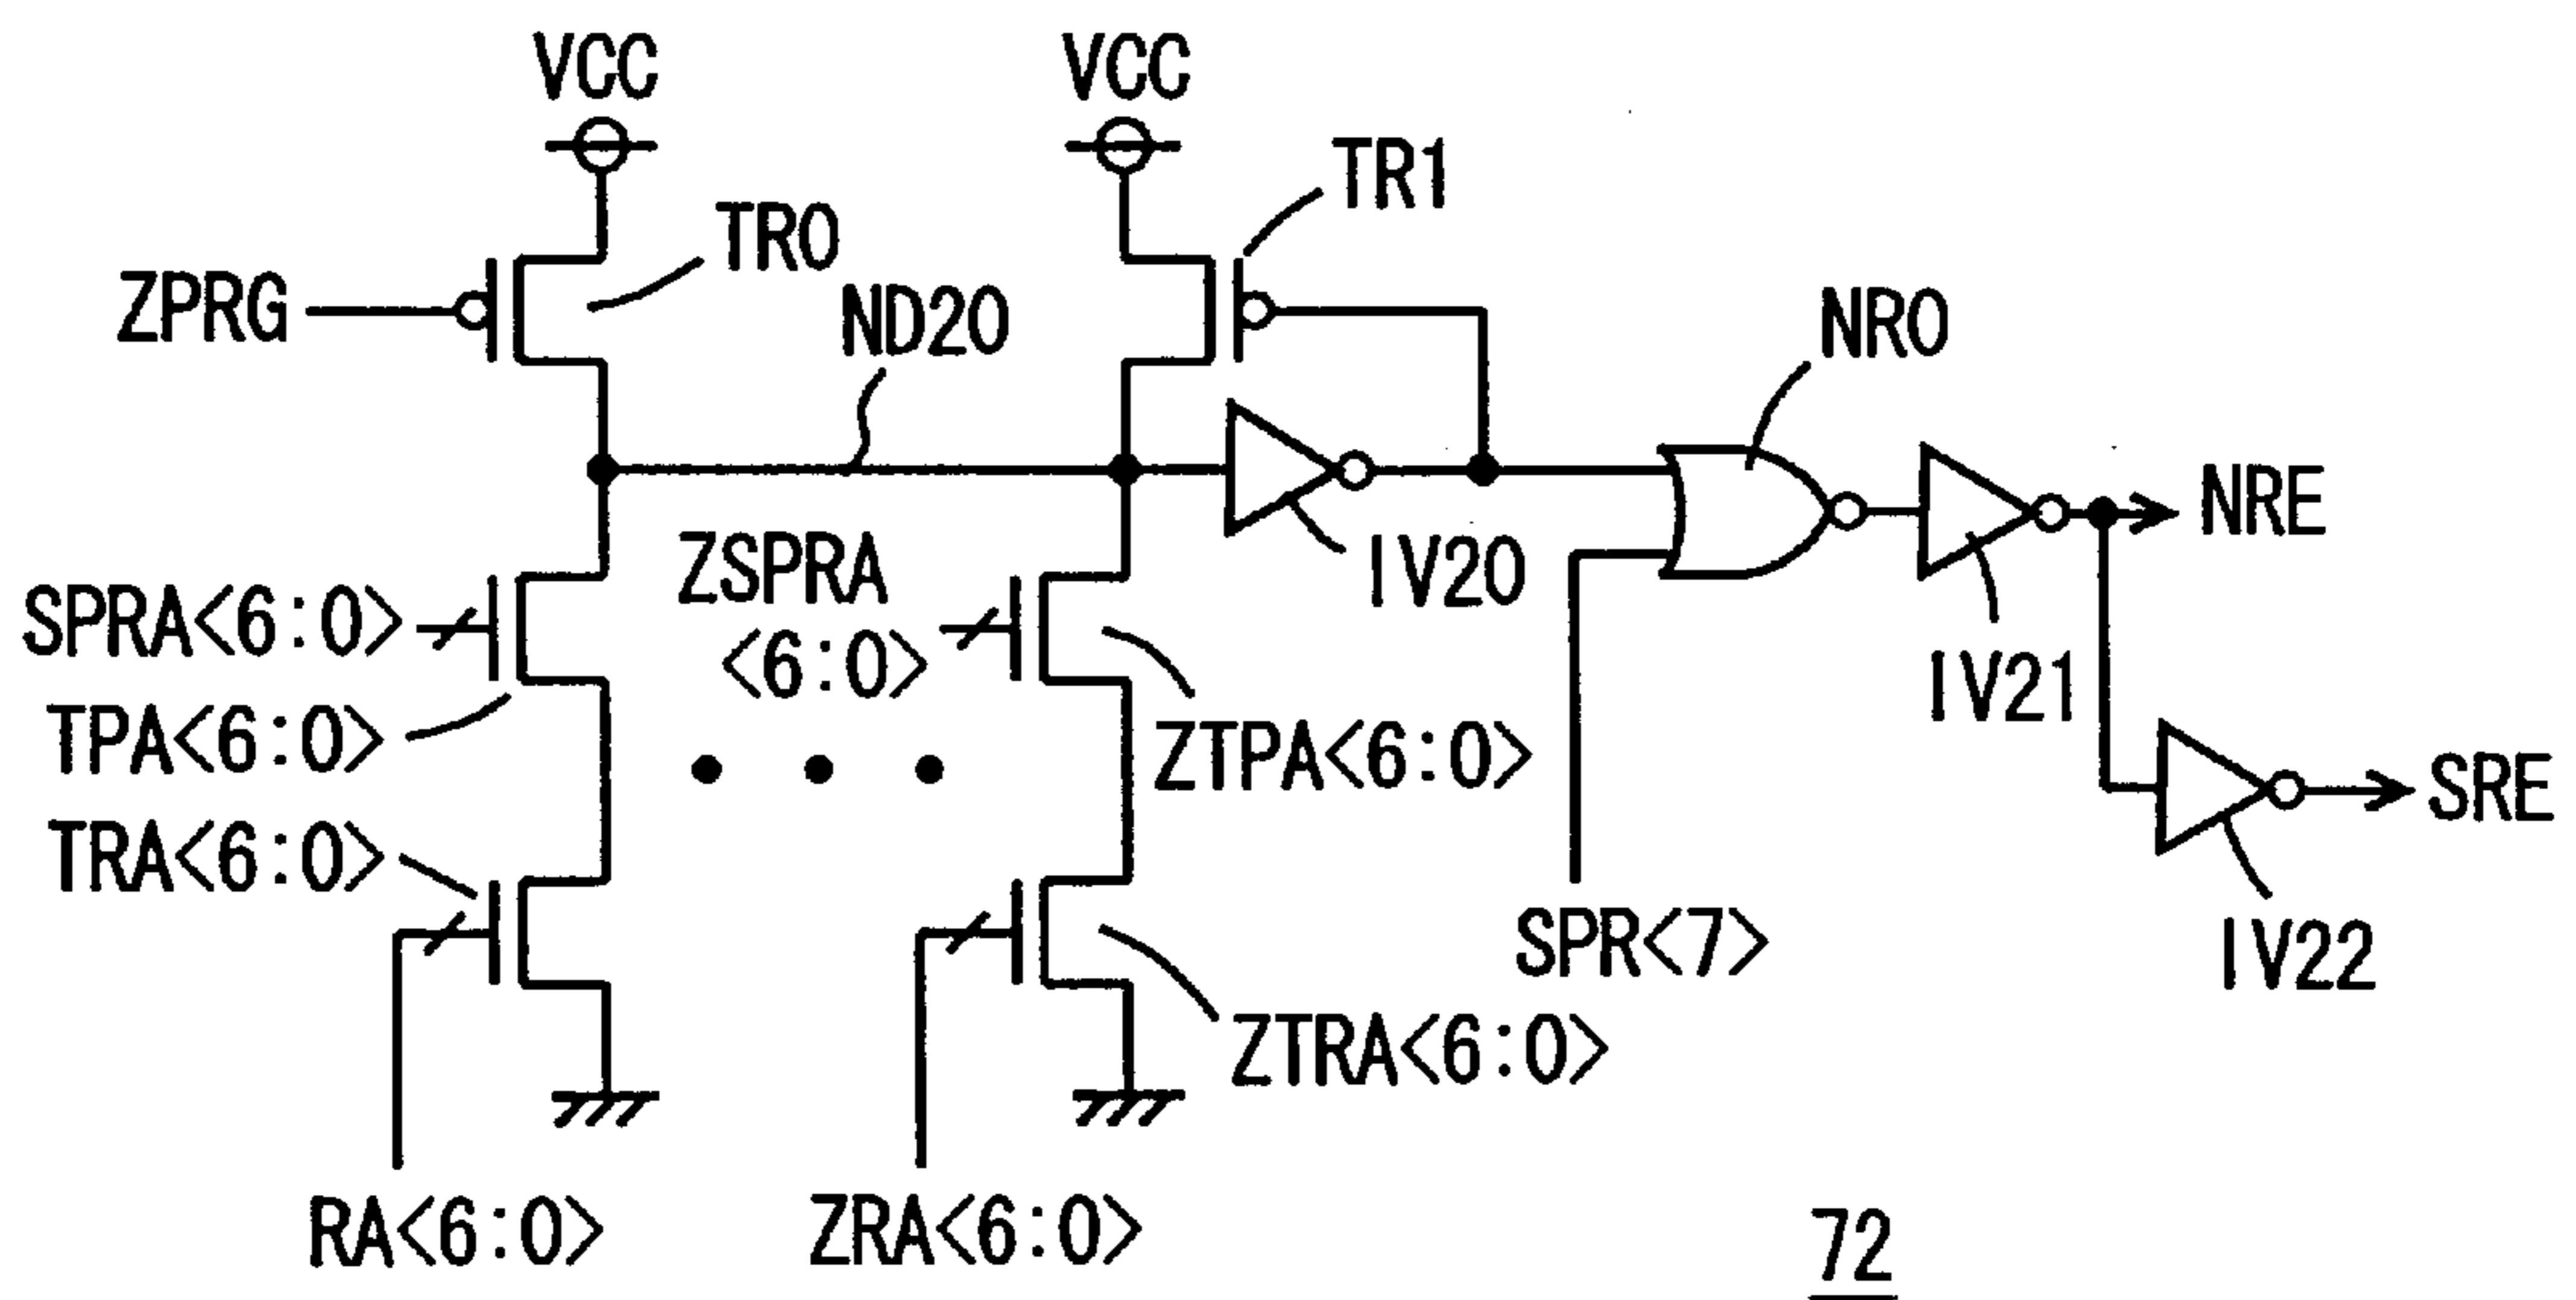 VCC
VCC
TR1
TR0
ZPRG
ND20
NR0
NRE
ZSPRA
<6:0>
IV20
SPRA<6:0>
IV21
TPA<6:0>
ZTPA<6:0>
SRE
TRA<6:0>
SPR<7>
IV22
ZTRA<6:0>
RA<6:0>
ZRA<6:0>
72